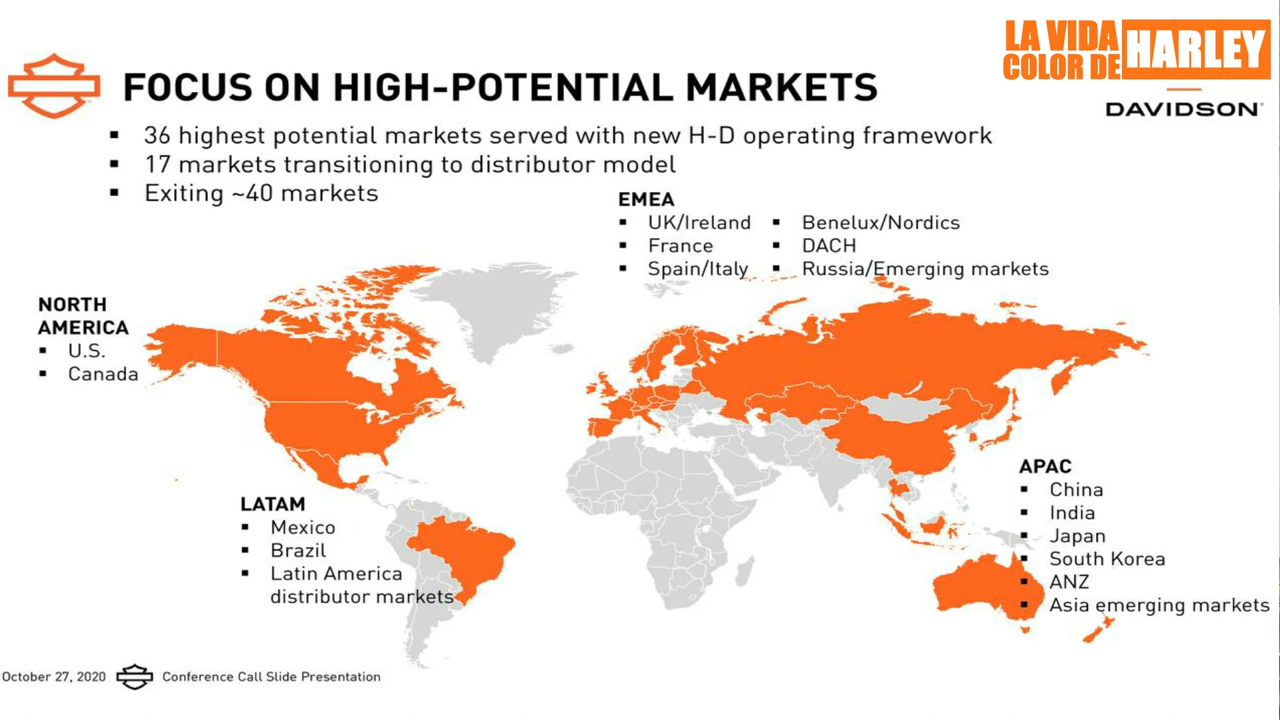 LA VIDA
COLOR DE HARLEY
DAVIDSON
FOCUS ON HIGH-POTENTIAL MARKETS
▪ 36 highest potential markets served with new H-D operating framework
▪ 17 markets transitioning to distributor model
▪ Exiting ~40 markets
EMEA
▪ UK/Ireland
▪ France
▪ Spain/Italy
▪ Benelux/Nordics
▪ DACH
▪ Russia/Emerging markets
NORTH
AMERICA
▪ U.S.
▪ Canada
LATAM
▪ Mexico
▪ Brazil
▪ Latin America
distributor markets
APAC
▪ China
▪ India
▪ Japan
▪ South Korea
▪ ANZ
▪ Asia emerging markets
October 27, 2020 Conference Call Slide Presentation